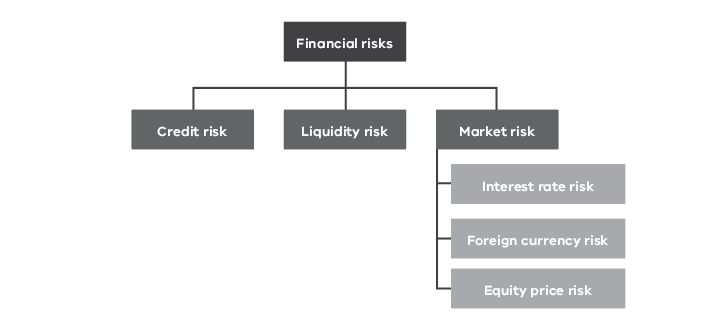 Financial risks
Credit risk
Liquidity risk
Market risk
Interest rate risk
Foreign currency risk
Equity price risk